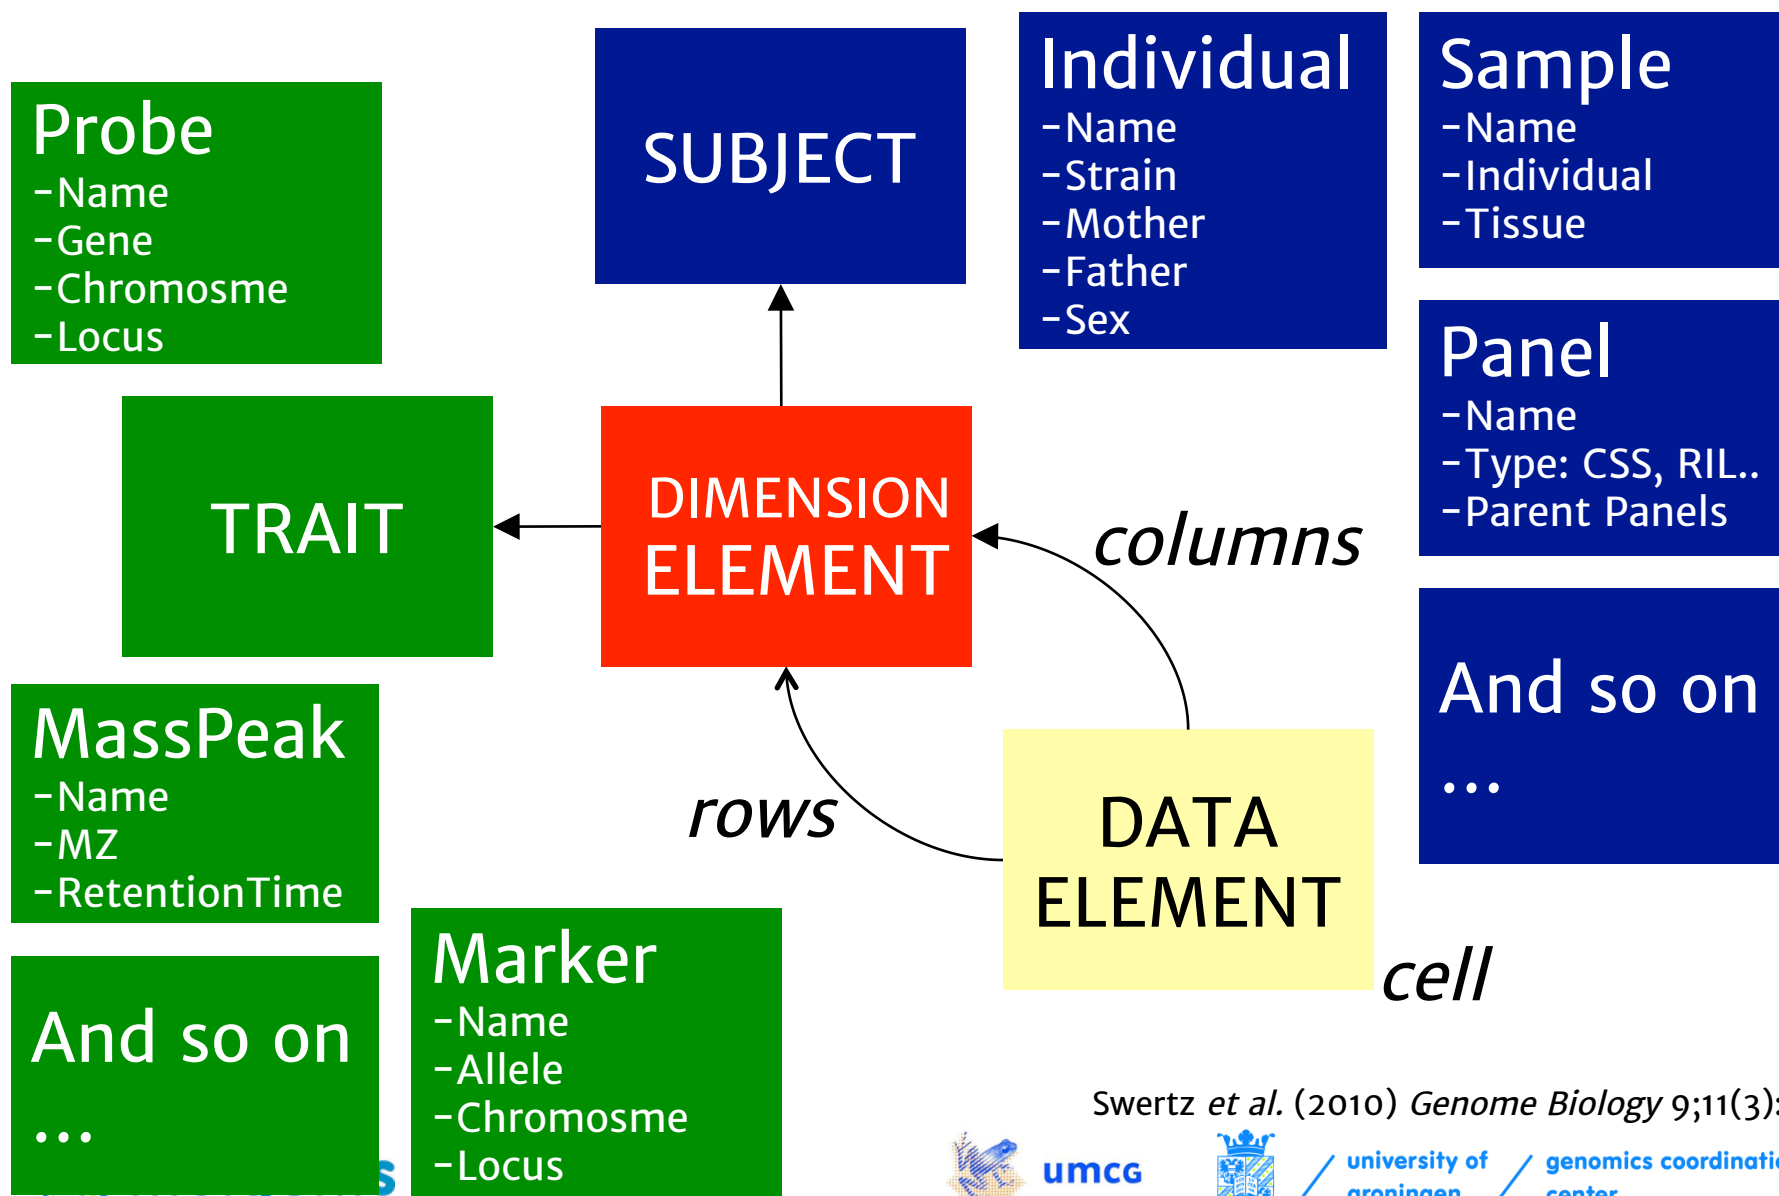 Probe
-Name
-Gene
-Chromosme
-Locus
SUBJECT
Individual
-Name
-Strain
-Mother
-Father
-Sex
Sample
-Name
-Individual
-Tissue
Panel
-Name
-Type: CSS, RIL..
-Parent Panels
TRAIT
DIMENSION
ELEMENT
columns
And so on
...
MassPeak
-Name
-MZ
-RetentionTime
rows
DATA
ELEMENT
cell
And so on
...
Marker
-Name
-Allele
-Chromosme
-Locus
Swertz et al. (2010) Genome Biology 9;11(3):
umcg
university of
groningen
genomics coordinatio
center